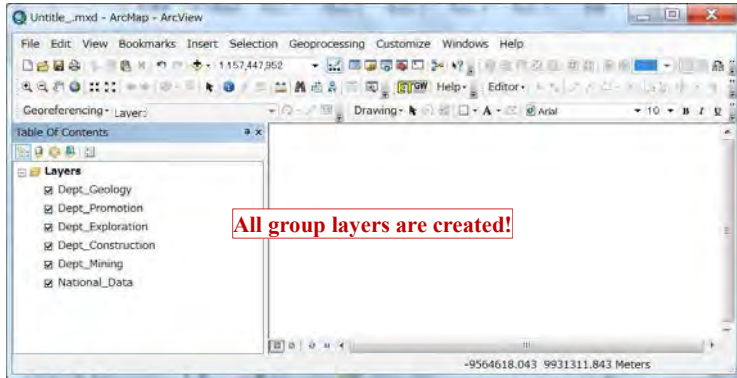 Untitle_.mxd - ArcMap - ArcView
File Edit View Bookmarks Insert Selection Geoprocessing Customize Windows Help
1:157,447,952
GW Help Editor
Georeferencing Layer: Drawing A Arial 10 B I U
Table Of Contents
Layers
Dept_Geology
Dept_Promotion
Dept_Exploration
All group layers are created!
Dept_Construction
Dept_Mining
National_Data
-9564618.043 9931311.843 Meters